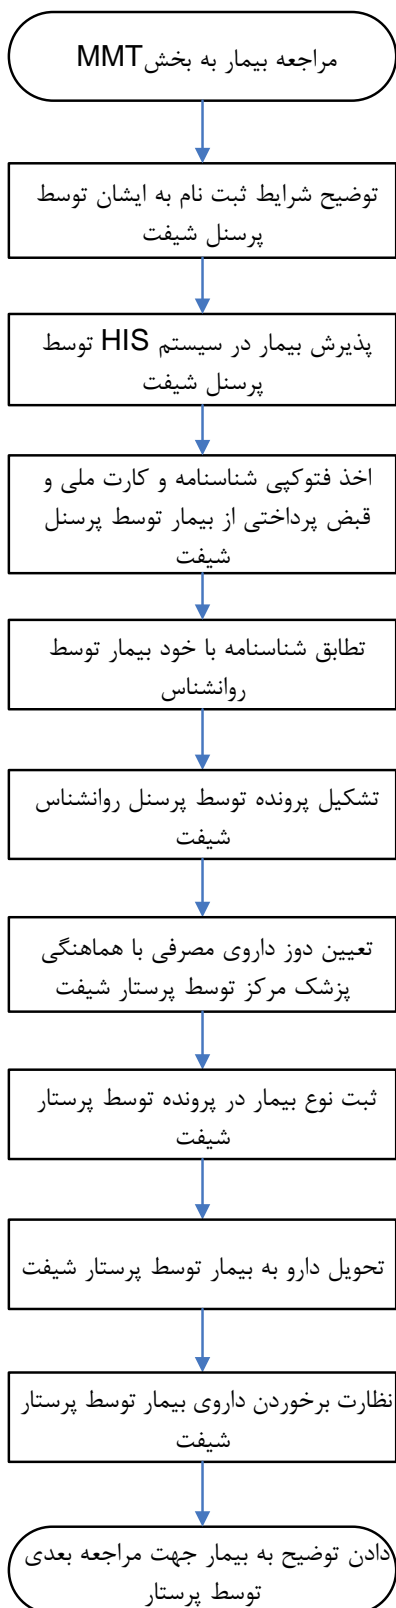 مراجعه بیمار به بخش MMT
توضیح شرایط ثبت نام به ایشان توسط
پرسنل شیفت
پذیرش بیمار در سیستم HIS توسط
پرسنل شیفت
اخذ فتوکپی شناسنامه و کارت ملی و
قبض پرداختی از بیمار توسط پرسنل
شیفت
تطابق شناسنامه با خود بیمار توسط
روانشناس
تشکیل پرونده توسط پرسنل روانشناس
شیفت
تعیین دوز داروی مصرفی با هماهنگی
پزشک مرکز توسط پرستار شیفت
ثبت نوع بیمار در پرونده توسط پرستار
شیفت
تحویل دارو به بیمار توسط پرستار شیفت
نظارت برخوردن داروی بیمار توسط پرستار
شیفت
دادن توضیح به بیمار جهت مراجعه بعدی
توسط پرستار